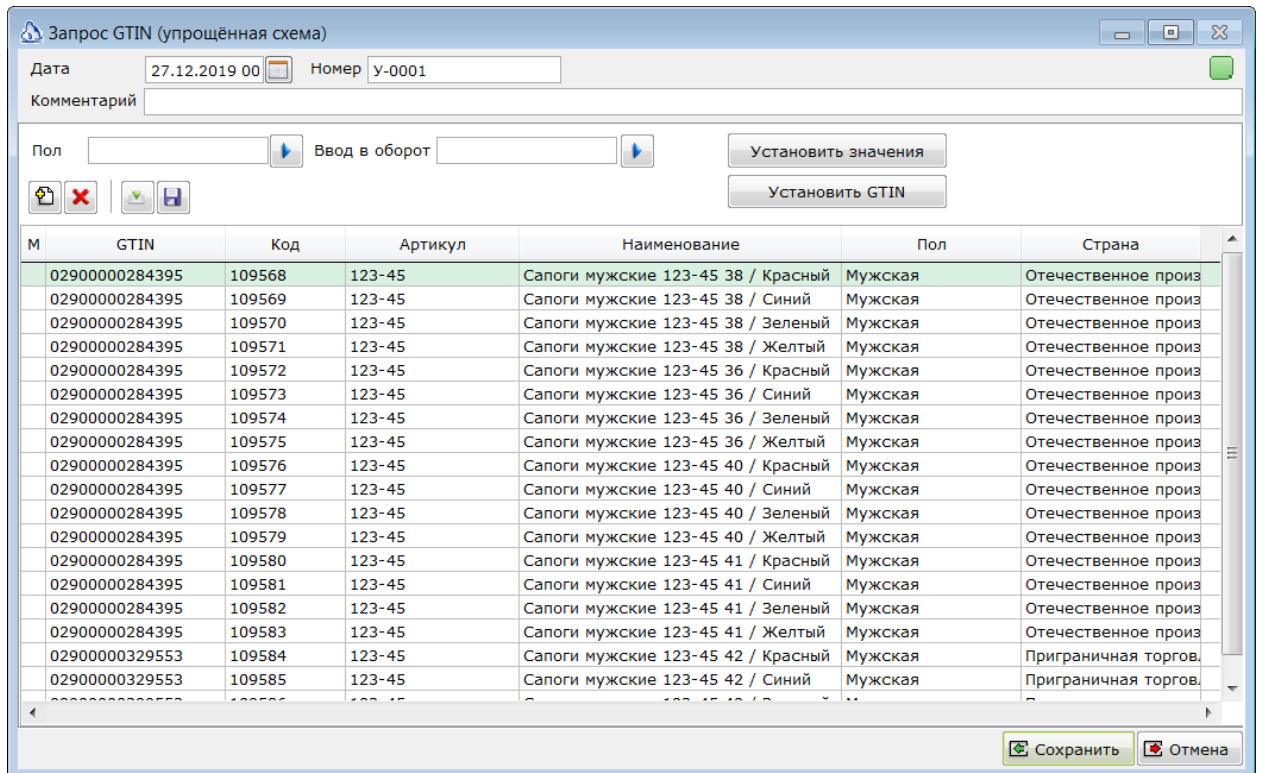 Запрос GTIN (упрощённая схема)
Дата 27.12.2019 00 Номер У-0001
Комментарий
Пол Ввод в оборот Установить значения
Установить GTIN
М GTIN Код Артикул Наименование Пол Страна
02900000284395 109568 123-45 Сапоги мужские 123-45 38 / Красный Мужская Отечественное произ
02900000284395 109569 123-45 Сапоги мужские 123-45 38 / Синий Мужская Отечественное произ
02900000284395 109570 123-45 Сапоги мужские 123-45 38 / Зеленый Мужская Отечественное произ
02900000284395 109571 123-45 Сапоги мужские 123-45 38 / Желтый Мужская Отечественное произ
02900000284395 109572 123-45 Сапоги мужские 123-45 36 / Красный Мужская Отечественное произ
02900000284395 109573 123-45 Сапоги мужские 123-45 36 / Синий Мужская Отечественное произ
02900000284395 109574 123-45 Сапоги мужские 123-45 36 / Зеленый Мужская Отечественное произ
02900000284395 109575 123-45 Сапоги мужские 123-45 36 / Желтый Мужская Отечественное произ
02900000284395 109576 123-45 Сапоги мужские 123-45 40 / Красный Мужская Отечественное произ
02900000284395 109577 123-45 Сапоги мужские 123-45 40 / Синий Мужская Отечественное произ
02900000284395 109578 123-45 Сапоги мужские 123-45 40 / Зеленый Мужская Отечественное произ
02900000284395 109579 123-45 Сапоги мужские 123-45 40 / Желтый Мужская Отечественное произ
02900000284395 109580 123-45 Сапоги мужские 123-45 41 / Красный Мужская Отечественное произ
02900000284395 109581 123-45 Сапоги мужские 123-45 41 / Синий Мужская Отечественное произ
02900000284395 109582 123-45 Сапоги мужские 123-45 41 / Зеленый Мужская Отечественное произ
02900000284395 109583 123-45 Сапоги мужские 123-45 41 / Желтый Мужская Отечественное произ
02900000329553 109584 123-45 Сапоги мужские 123-45 42 / Красный Мужская Приграничная торгов
02900000329553 109585 123-45 Сапоги мужские 123-45 42 / Синий Мужская Приграничная торгов
Сохранить Отмена